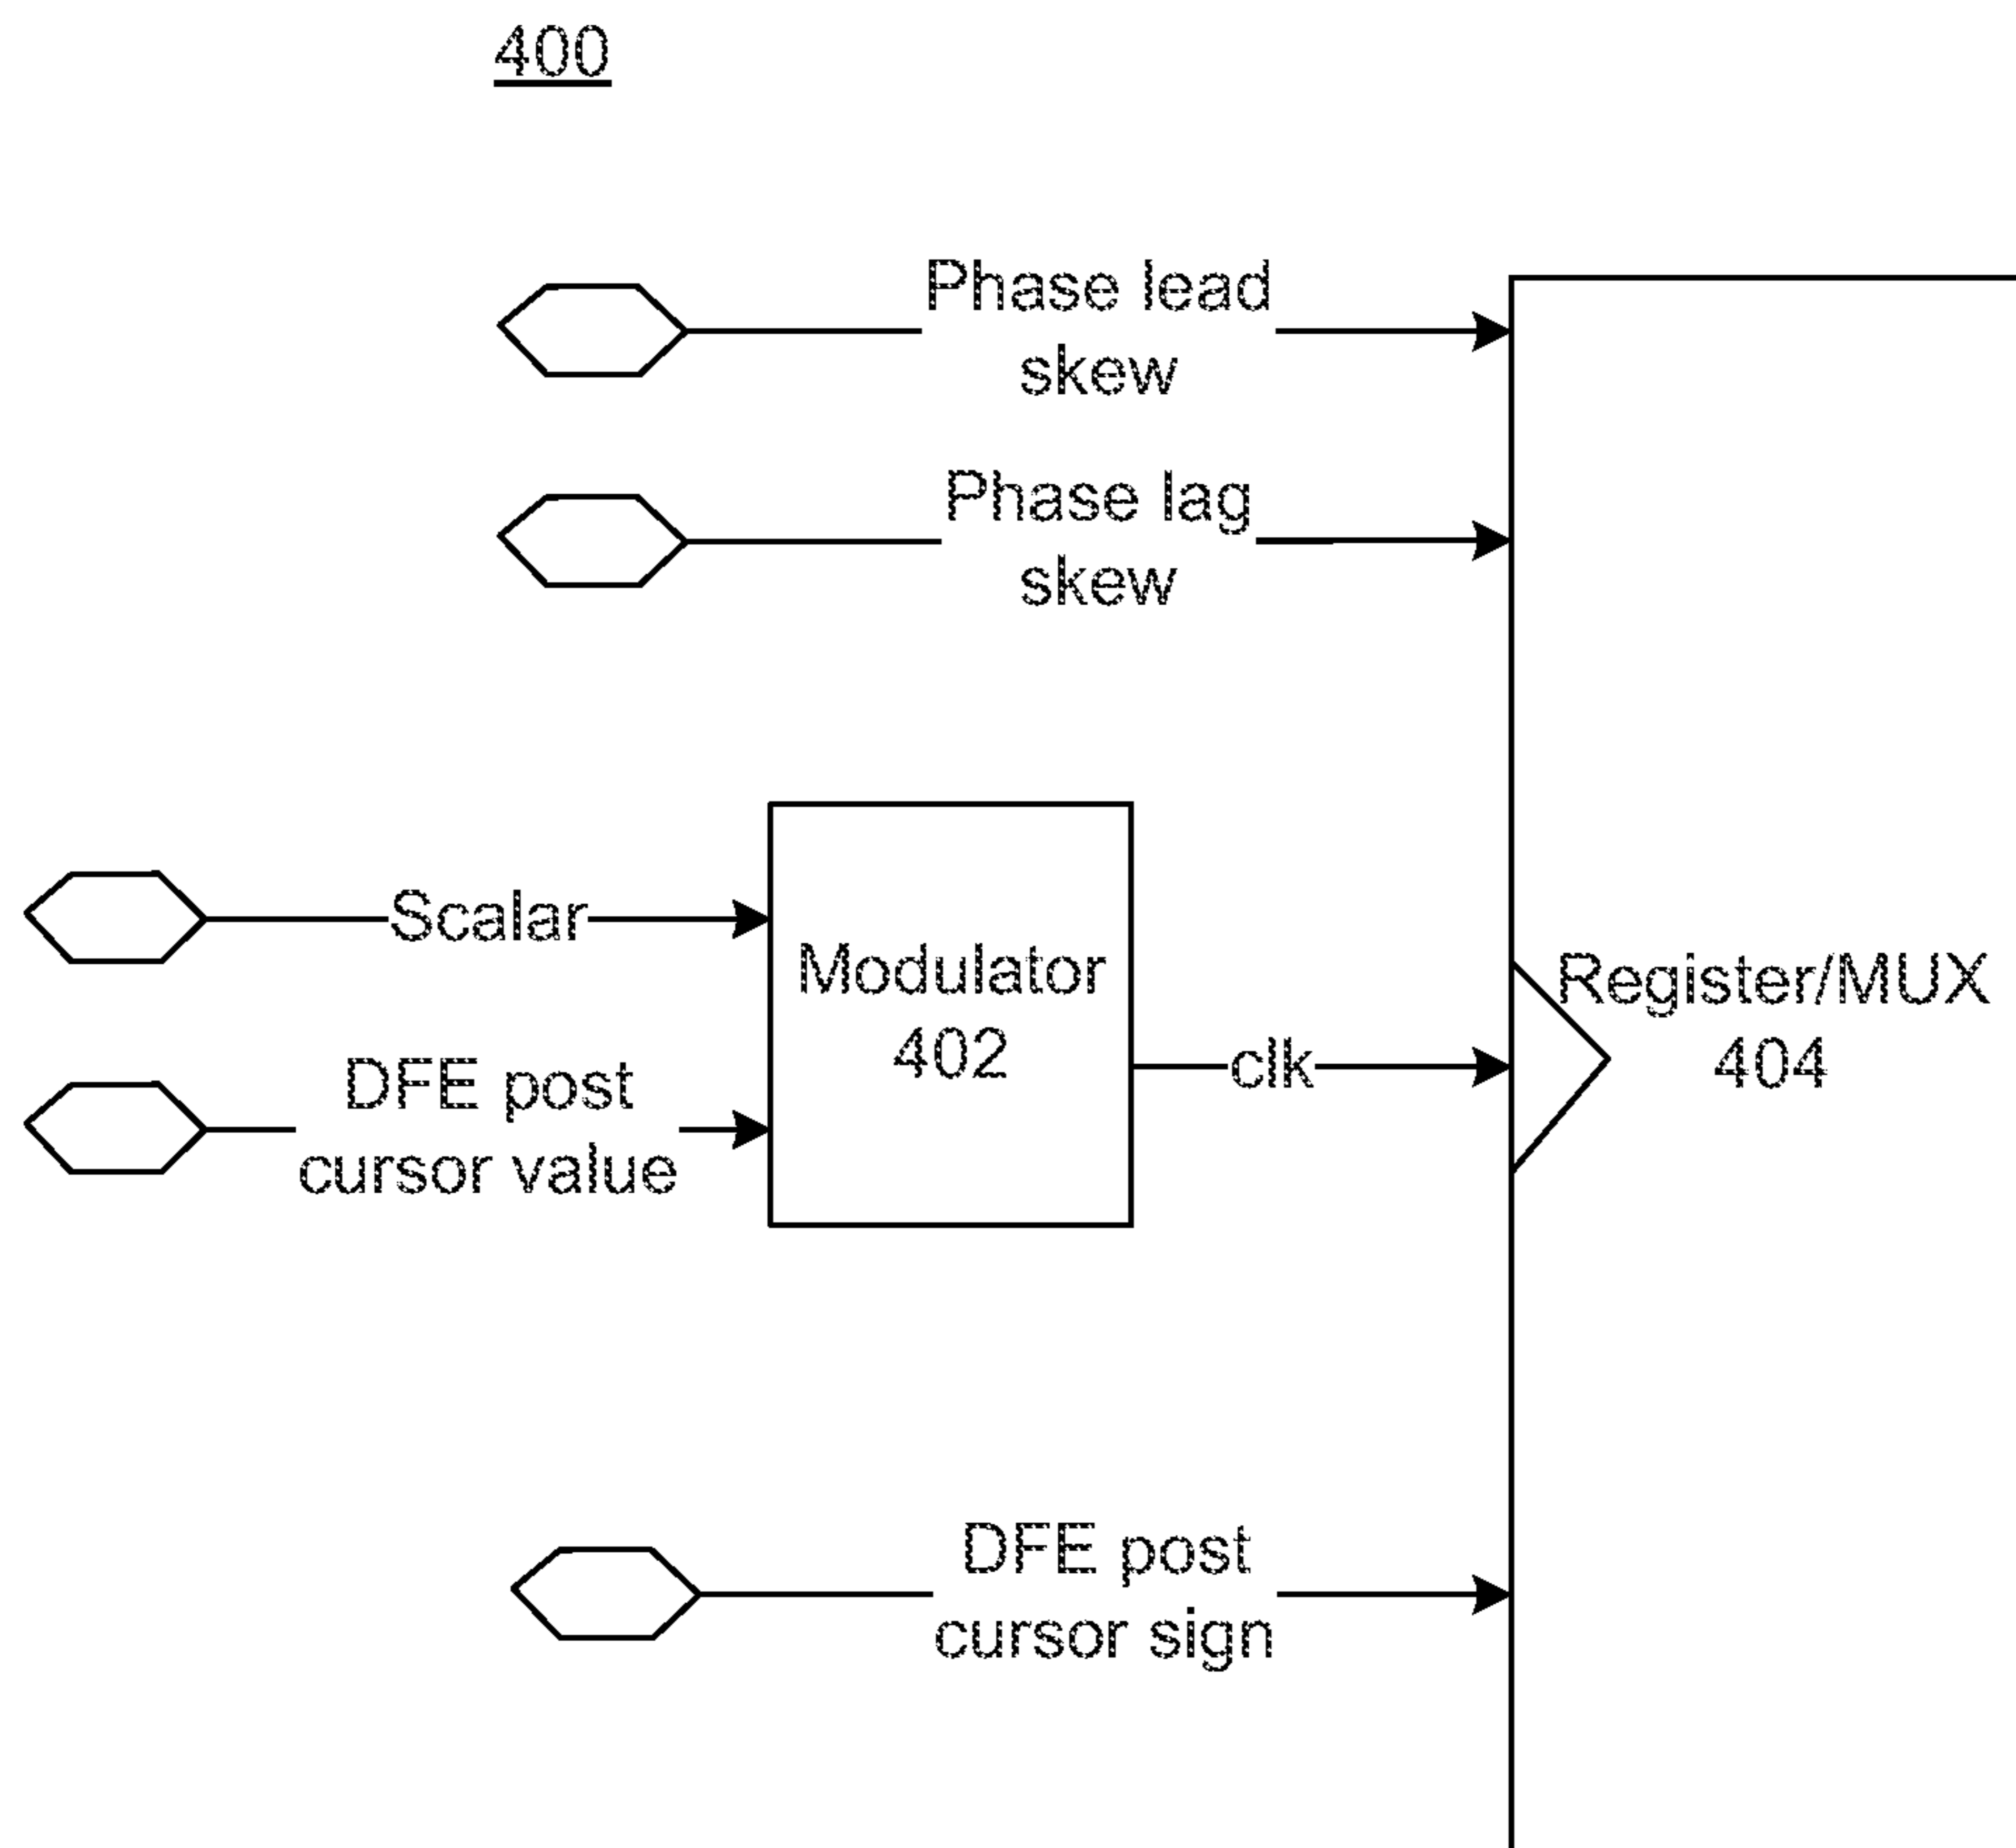 400
Phase lead
skew
Phase lag
skew
Scalar
DFE post
cursor value
Modulator
402
clk
Register/MUX
404
DFE post
cursor sign